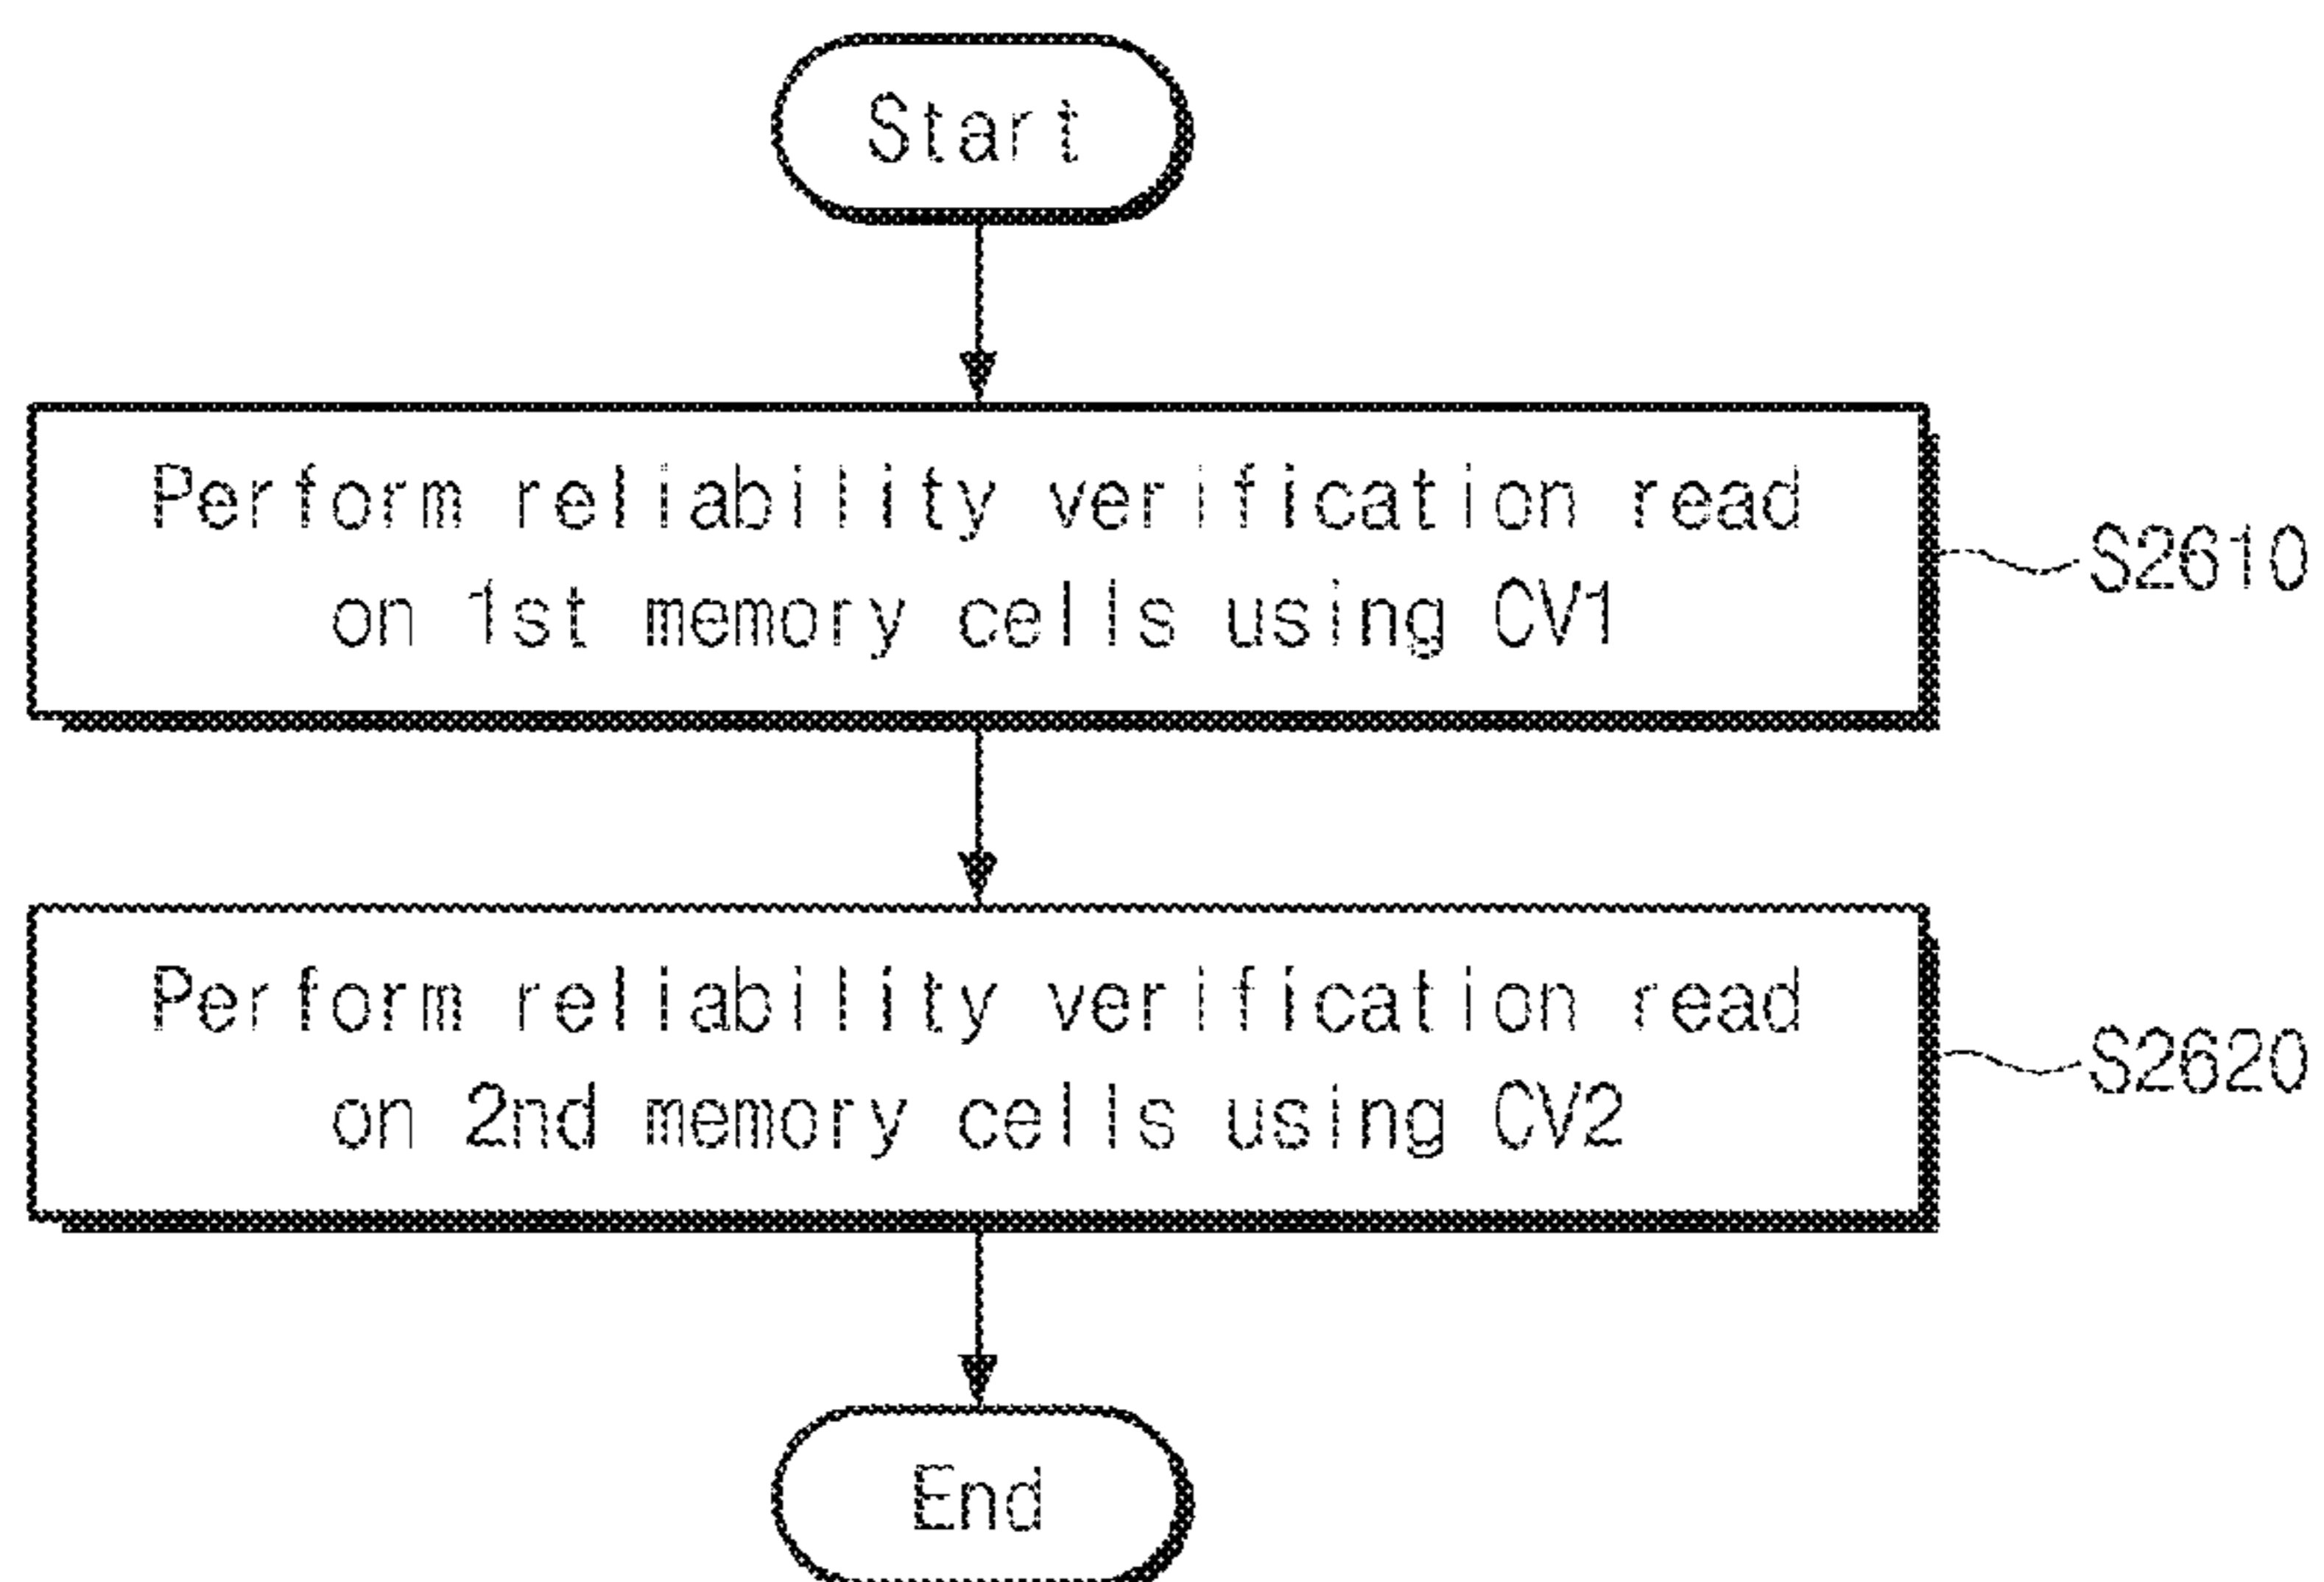 Start
Perform reliability verification read
on 1st memory cells using CV1
S2610
Perform reliability verification read
on 2nd memory cells using CV2
S2620
End